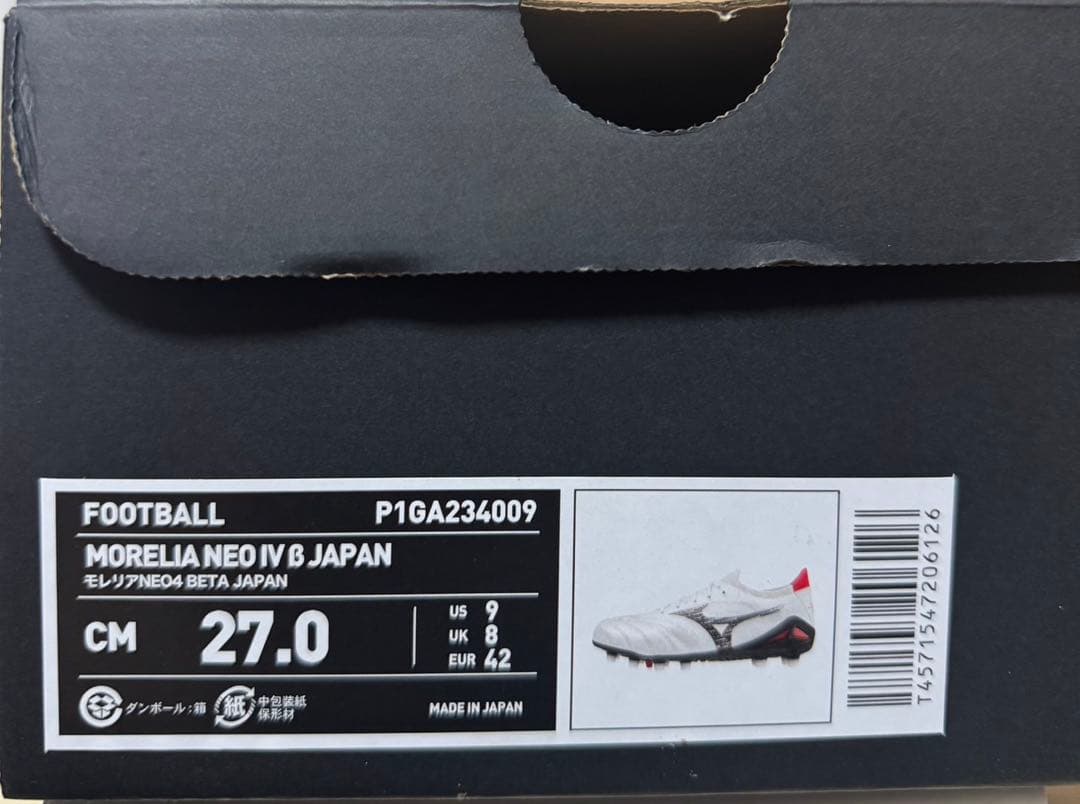 FOOTBALL P1GA234009
MORELIA NEO IV β JAPAN
モレリアNEO4 BETA JAPAN
CM 27.0
US 9
UK 8
EUR 42
ダンボール:箱
紙 中包装紙
保形材
MADE IN JAPAN
T4571547206126